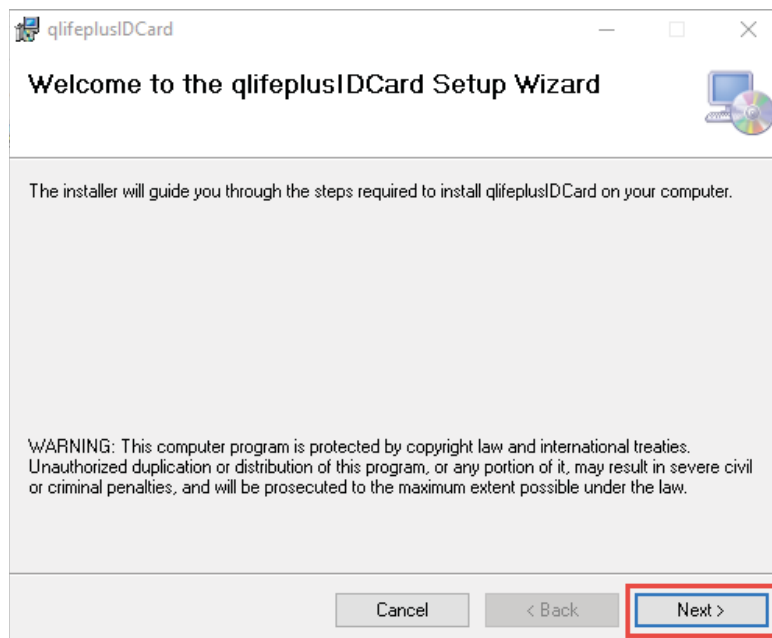 qlifeplusIDCard
Welcome to the qlifeplusIDCard Setup Wizard
The installer will guide you through the steps required to install qlifeplusIDCard on your computer.
WARNING: This computer program is protected by copyright law and international treaties.
Unauthorized duplication or distribution of this program, or any portion of it, may result in severe civil
or criminal penalties, and will be prosecuted to the maximum extent possible under the law.
Cancel
< Back
Next >